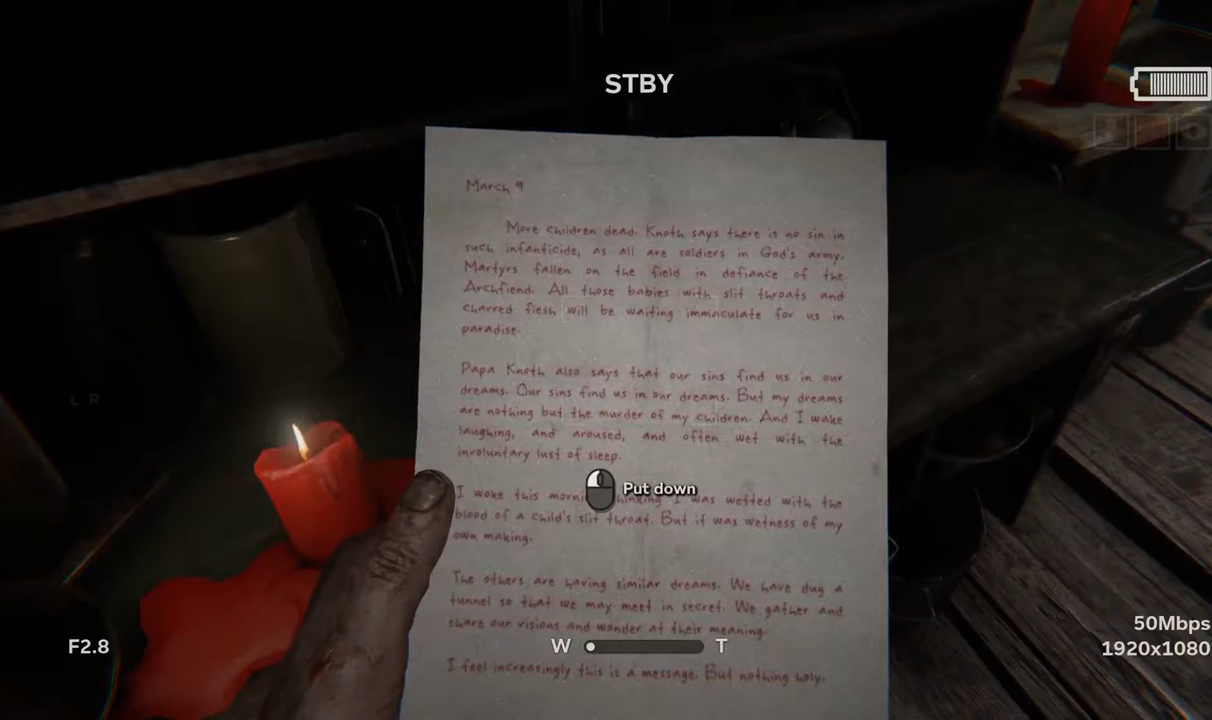 STBY
March 9
More children dead. Knoth says there is no sin in
such infanticide, as all are soldiers in God's army.
Martyrs fallen on the field in defiance of the
Archfiend. All those babies with slit throats and
charred flesh will be waiting immaculate for us in
paradise.
Papa Knoth also says that our sins find us in our
dreams. Our sins find us in our dreams. But my dreams
are nothing but the murder of my children. And I wake
laughing, and aroused, and often wet with the
involuntary lust of sleep.
Put down
I woke this morning thinking I was wetted with the
blood of a child's slit throat. But it was wetness of my
own making.
The others are having similar dreams. We have dug a
tunnel so that we may meet in secret. We gather and
share our visions and wonder at their meaning.
I feel increasingly this is a message. But nothing holy.
L R
F2.8
W T
50Mbps
1920x1080